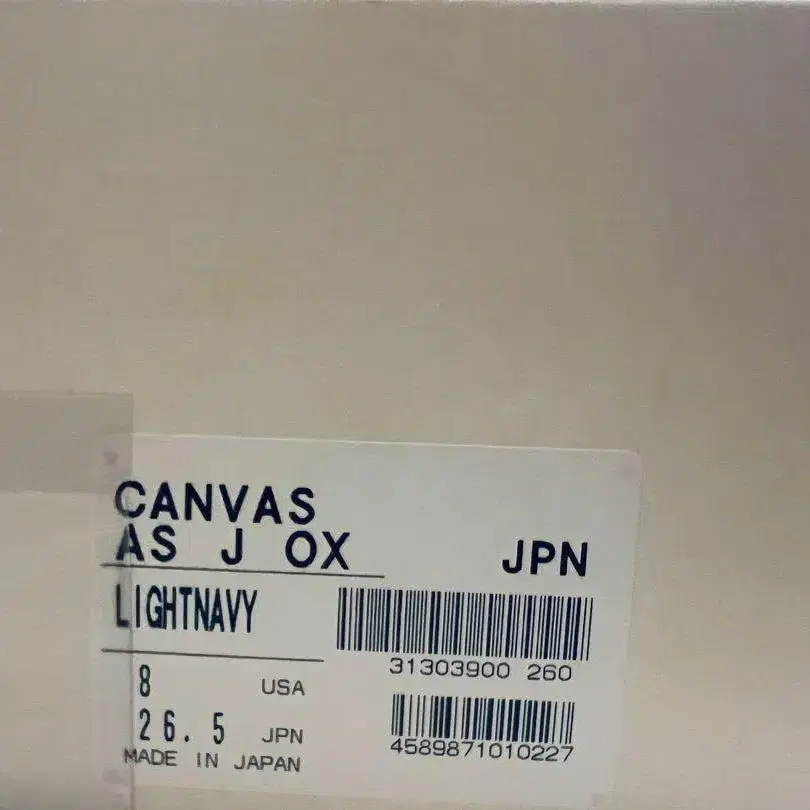 CANVAS
AS J OX JPN
LIGHTNAVY
31303900 260
8 USA
26.5 JPN
4589871010227
MADE IN JAPAN